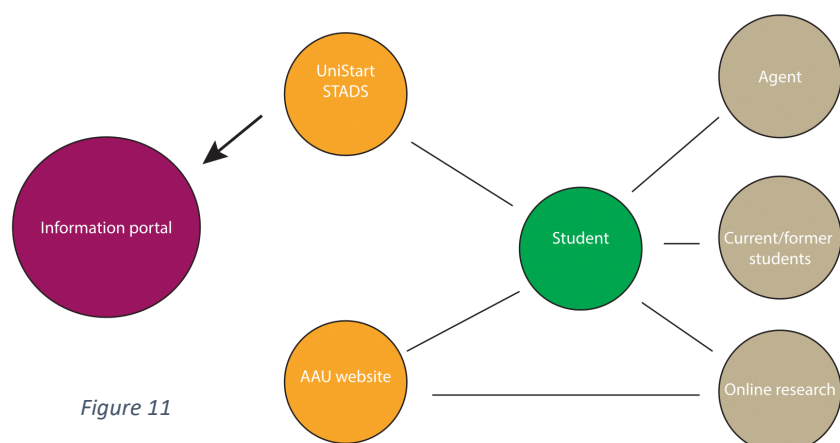 UniStart
STADS
Agent
Information portal
Student
Current/former
students
AAU website
Online research
Figure 11